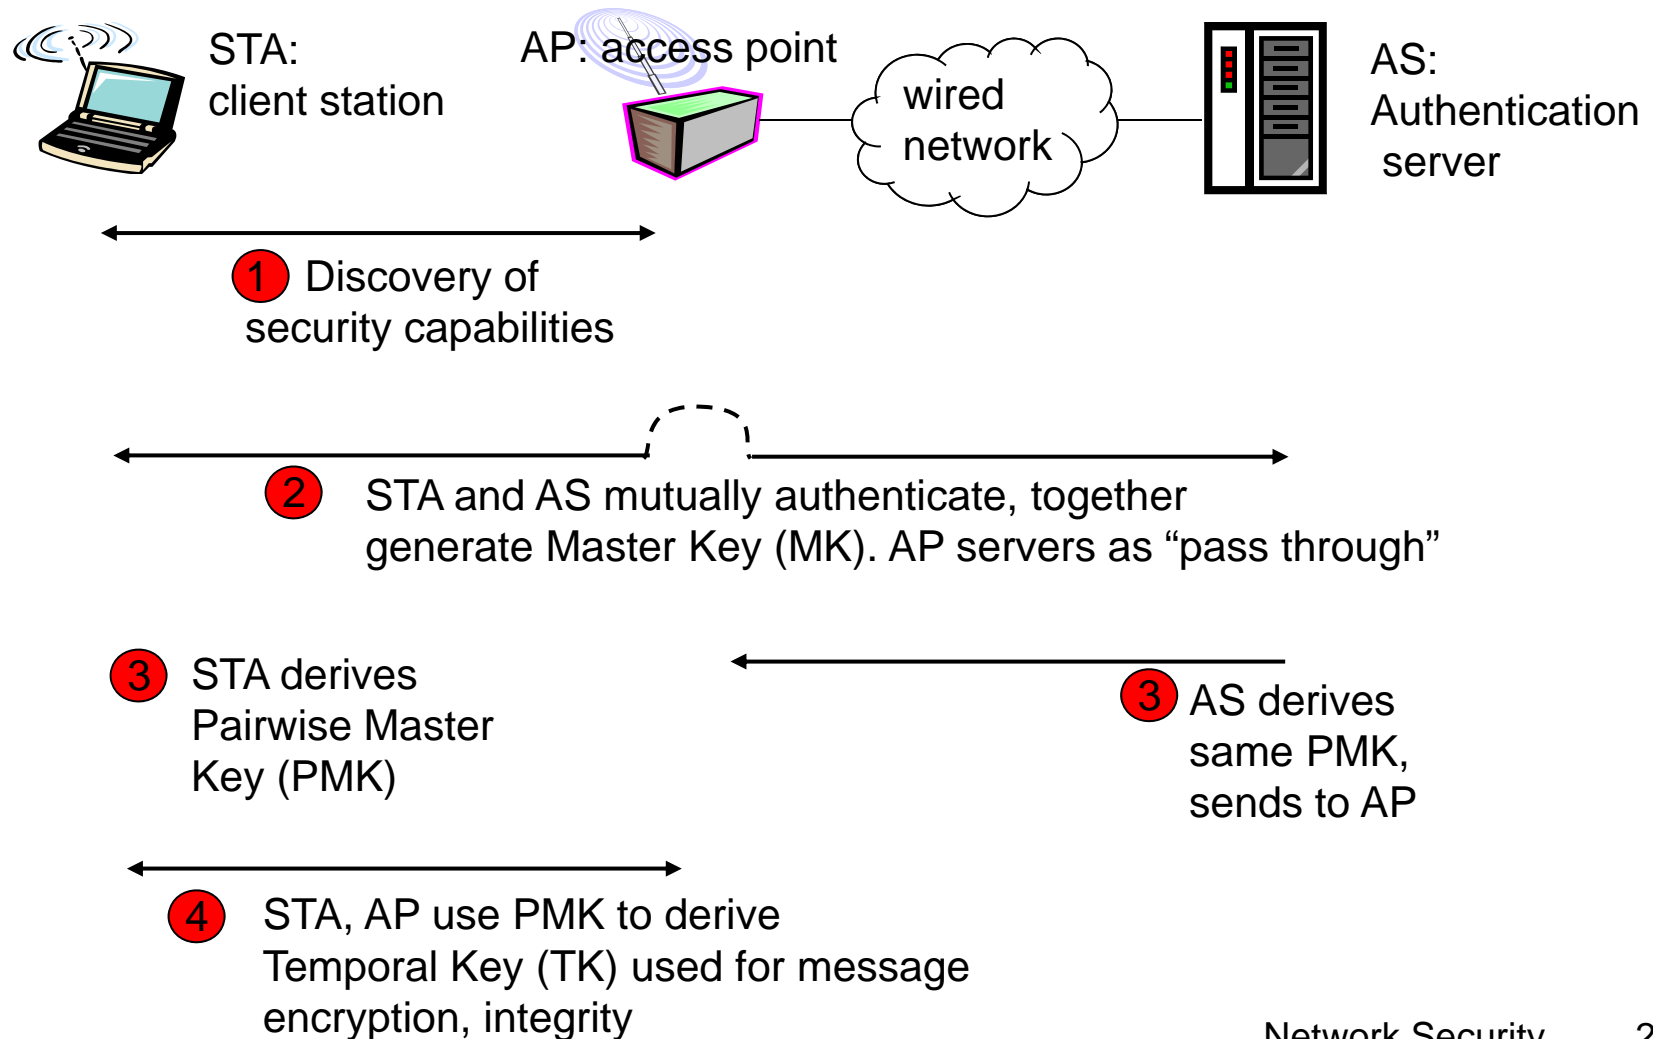 STA:
client station
AP: access point
wired
network
AS:
Authentication
server
1 Discovery of
security capabilities
2 STA and AS mutually authenticate, together
generate Master Key (MK). AP servers as “pass through”
3 STA derives
Pairwise Master
Key (PMK)
3 AS derives
same PMK,
sends to AP
4 STA, AP use PMK to derive
Temporal Key (TK) used for message
encryption, integrity
Network Security 2